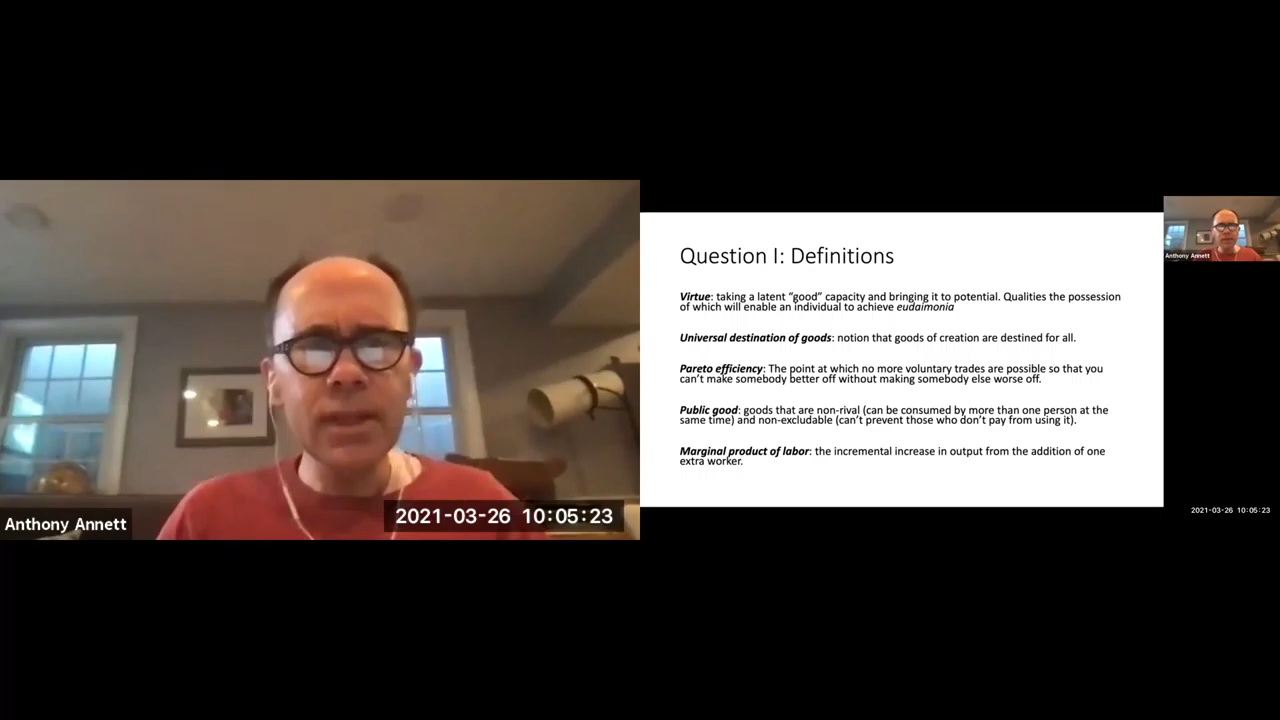 Anthony Annett
2021-03-26 10:05:23
Question I: Definitions
Virtue: taking a latent “good” capacity and bringing it to potential. Qualities the possession
of which will enable an individual to achieve eudaimonia
Universal destination of goods: notion that goods of creation are destined for all.
Pareto efficiency: The point at which no more voluntary trades are possible so that you
can’t make somebody better off without making somebody else worse off.
Public good: goods that are non-rival (can be consumed by more than one person at the
same time) and non-excludable (can’t prevent those who don’t pay from using it).
Marginal product of labor: the incremental increase in output from the addition of one
extra worker.
Anthony Annett
2021-03-26 10:05:23